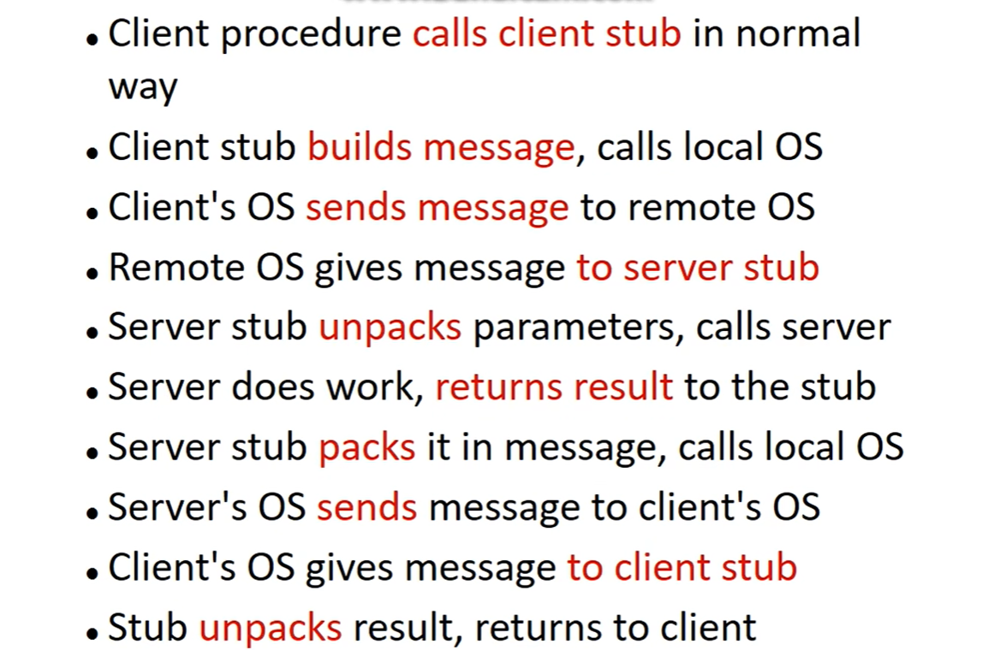 • Client procedure calls client stub in normal
way
• Client stub builds message, calls local OS
• Client's OS sends message to remote OS
• Remote OS gives message to server stub
• Server stub unpacks parameters, calls server
• Server does work, returns result to the stub
• Server stub packs it in message, calls local OS
• Server's OS sends message to client's OS
• Client's OS gives message to client stub
• Stub unpacks result, returns to client